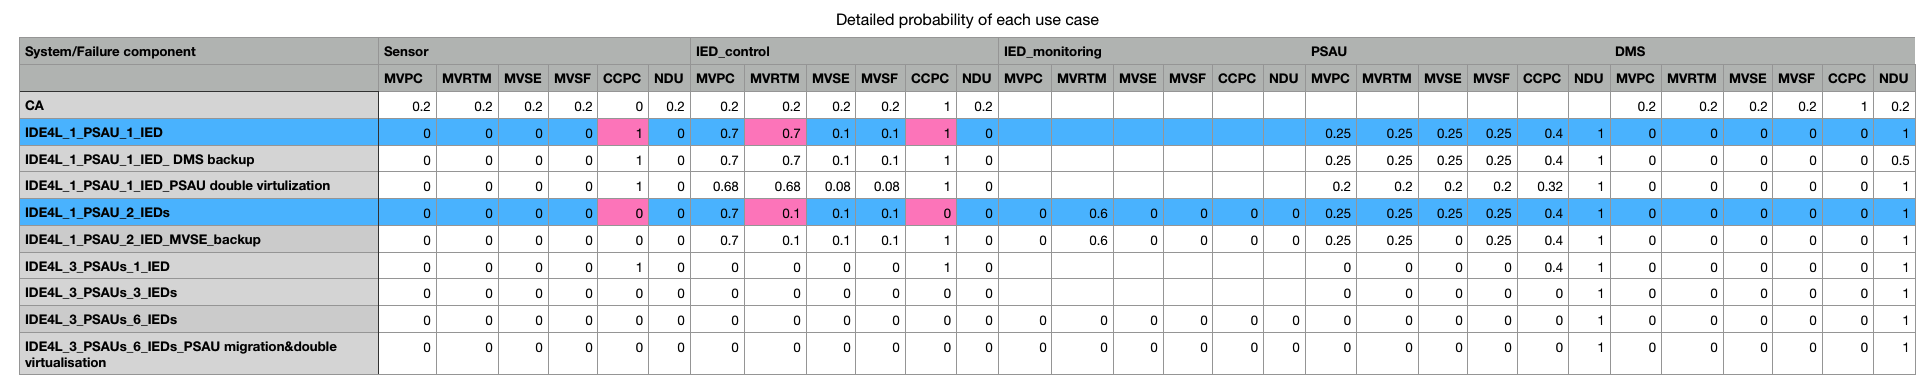 Detailed probability of each use case
System/Failure component Sensor IED_control IED_monitoring PSAU DMS
MVPC MVRTM MVSE MVSF CCPC NDU MVPC MVRTM MVSE MVSF CCPC NDU MVPC MVRTM MVSE MVSF CCPC NDU MVPC MVRTM MVSE MVSF CCPC NDU MVPC MVRTM MVSE MVSF CCPC NDU
CA 0.2 0.2 0.2 0.2 0 0.2 0.2 0.2 0.2 0.2 1 0.2 0.2 0.2 0.2 0.2 1 0.2
IDE4L_1_PSAU_1_IED 0 0 0 0 1 0 0.7 0.7 0.1 0.1 1 0 0.25 0.25 0.25 0.25 0.4 1 0 0 0 0 0 1
IDE4L_1_PSAU_1_IED_ DMS backup 0 0 0 0 1 0 0.7 0.7 0.1 0.1 1 0 0.25 0.25 0.25 0.25 0.4 1 0 0 0 0 0 0.5
IDE4L_1_PSAU_1_IED_PSAU double virtulization 0 0 0 0 1 0 0.68 0.68 0.08 0.08 1 0 0.2 0.2 0.2 0.2 0.32 1 0 0 0 0 0 1
IDE4L_1_PSAU_2_IEDs 0 0 0 0 0 0 0.7 0.1 0.1 0.1 0 0 0 0.6 0 0 0 0 0.25 0.25 0.25 0.25 0.4 1 0 0 0 0 0 1
IDE4L_1_PSAU_2_IED_MVSE_backup 0 0 0 0 0 0 0.7 0.1 0.1 0.1 1 0 0 0.6 0 0 0 0 0.25 0.25 0 0.25 0.4 1 0 0 0 0 0 1
IDE4L_3_PSAUs_1_IED 0 0 0 0 1 0 0 0 0 0 1 0 0 0 0 0 0.4 1 0 0 0 0 0 1
IDE4L_3_PSAUs_3_IEDs 0 0 0 0 0 0 0 0 0 0 0 0 0 0 0 0 0 1 0 0 0 0 0 1
IDE4L_3_PSAUs_6_IEDs 0 0 0 0 0 0 0 0 0 0 0 0 0 0 0 0 0 0 0 0 0 0 0 1 0 0 0 0 0 1
IDE4L_3_PSAUs_6_IEDs_PSAU migration&double
virtualisation 0 0 0 0 0 0 0 0 0 0 0 0 0 0 0 0 0 0 0 0 0 0 0 1 0 0 0 0 0 1